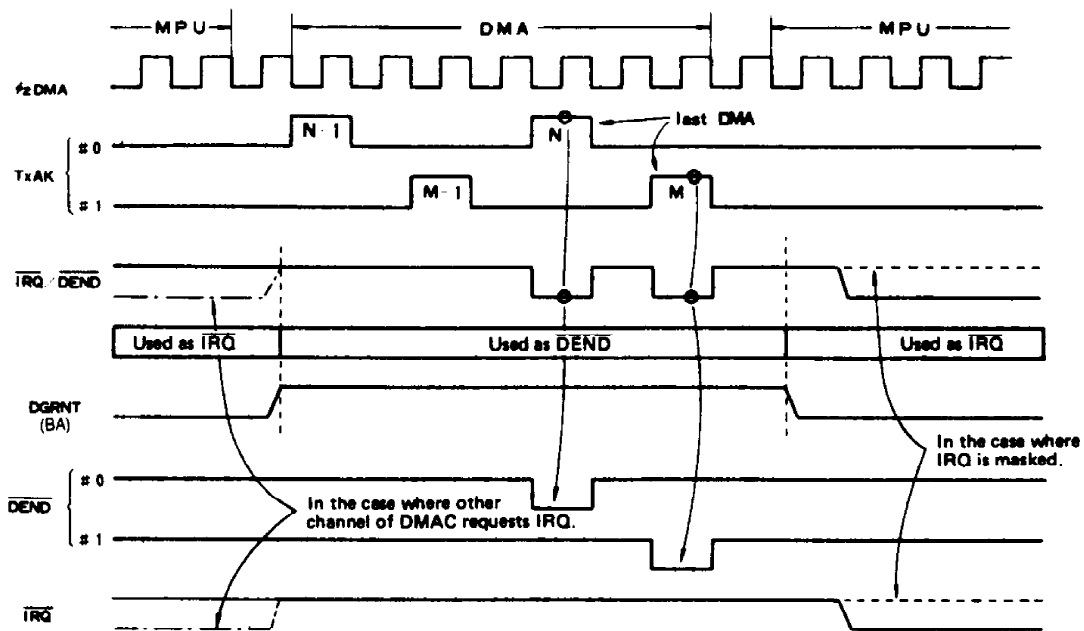 MPU DMA MPU
φ2 DMA
TxAK
#0
N-1
N
last DMA
#1
M-1
M
IRQ/DEND
Used as IRQ Used as DEND Used as IRQ
DGRNT
(BA)
In the case where
IRQ is masked.
DEND
#0
In the case where other
channel of DMAC requests IRQ.
#1
IRQ